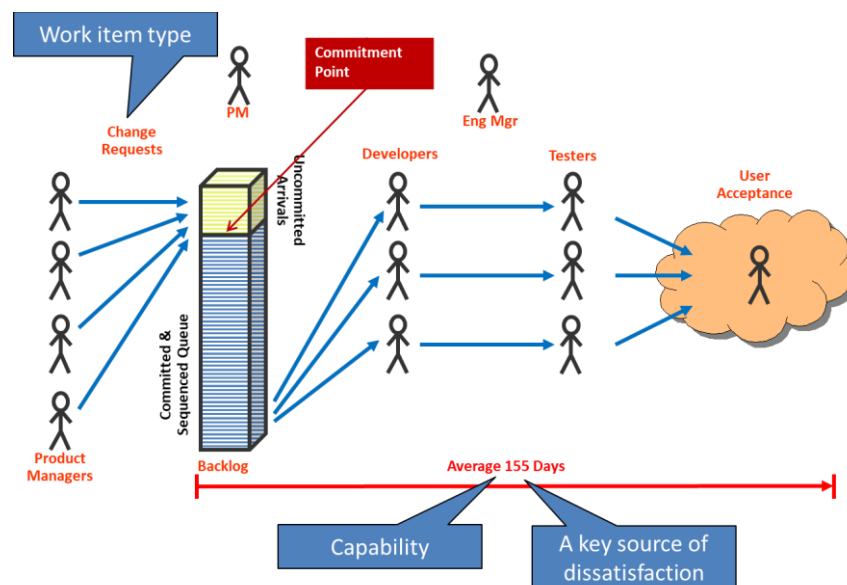 Work item type
Commitment
Point
PM
Eng Mgr
Change
Requests
Uncommitted
Arrivals
Developers
Testers
User
Acceptance
Committed &
Sequenced Queue
Product
Managers
Backlog
Average 155 Days
Capability
A key source of
dissatisfaction